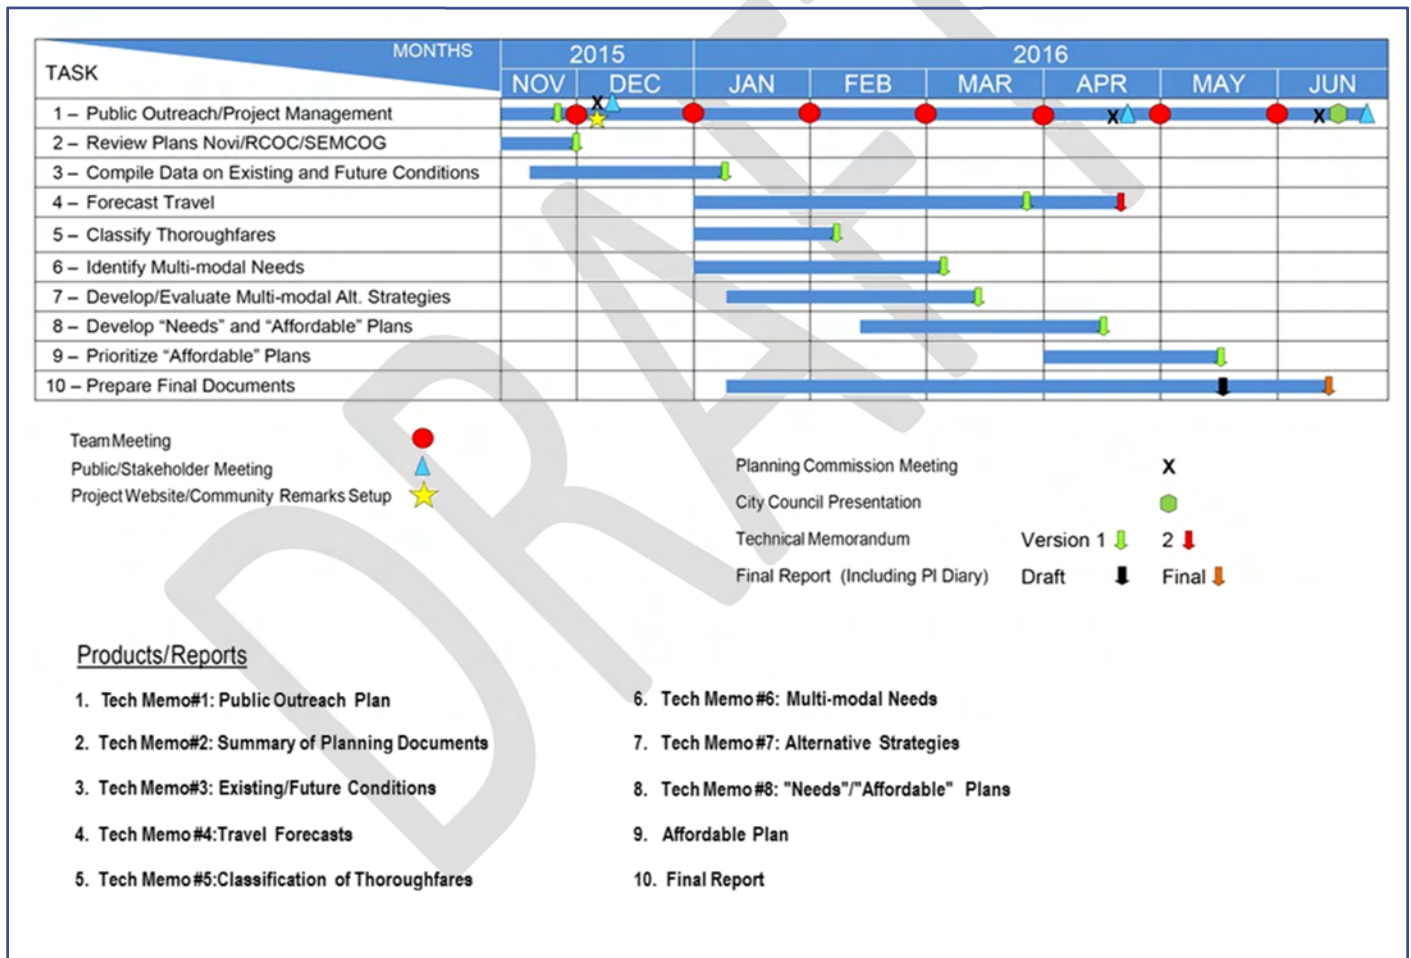 MONTHS
TASK
2015
2016
NOV
DEC
JAN
FEB
MAR
APR
MAY
JUN
1 – Public Outreach/Project Management
X
X
X
2 – Review Plans Novi/RCOC/SEMCOG
3 – Compile Data on Existing and Future Conditions
4 – Forecast Travel
5 – Classify Thoroughfares
6 – Identify Multi-modal Needs
7 – Develop/Evaluate Multi-modal Alt. Strategies
8 – Develop “Needs” and “Affordable” Plans
9 – Prioritize “Affordable” Plans
10 – Prepare Final Documents
Team Meeting
Public/Stakeholder Meeting
Project Website/Community Remarks Setup
Planning Commission Meeting X
City Council Presentation
Technical Memorandum Version 1 2
Final Report (Including PI Diary) Draft Final
Products/Reports
1. Tech Memo#1: Public Outreach Plan
2. Tech Memo#2: Summary of Planning Documents
3. Tech Memo#3: Existing/Future Conditions
4. Tech Memo #4:Travel Forecasts
5. Tech Memo #5:Classification of Thoroughfares
6. Tech Memo #6: Multi-modal Needs
7. Tech Memo #7: Alternative Strategies
8. Tech Memo #8: "Needs"/"Affordable" Plans
9. Affordable Plan
10. Final Report
DRAFT